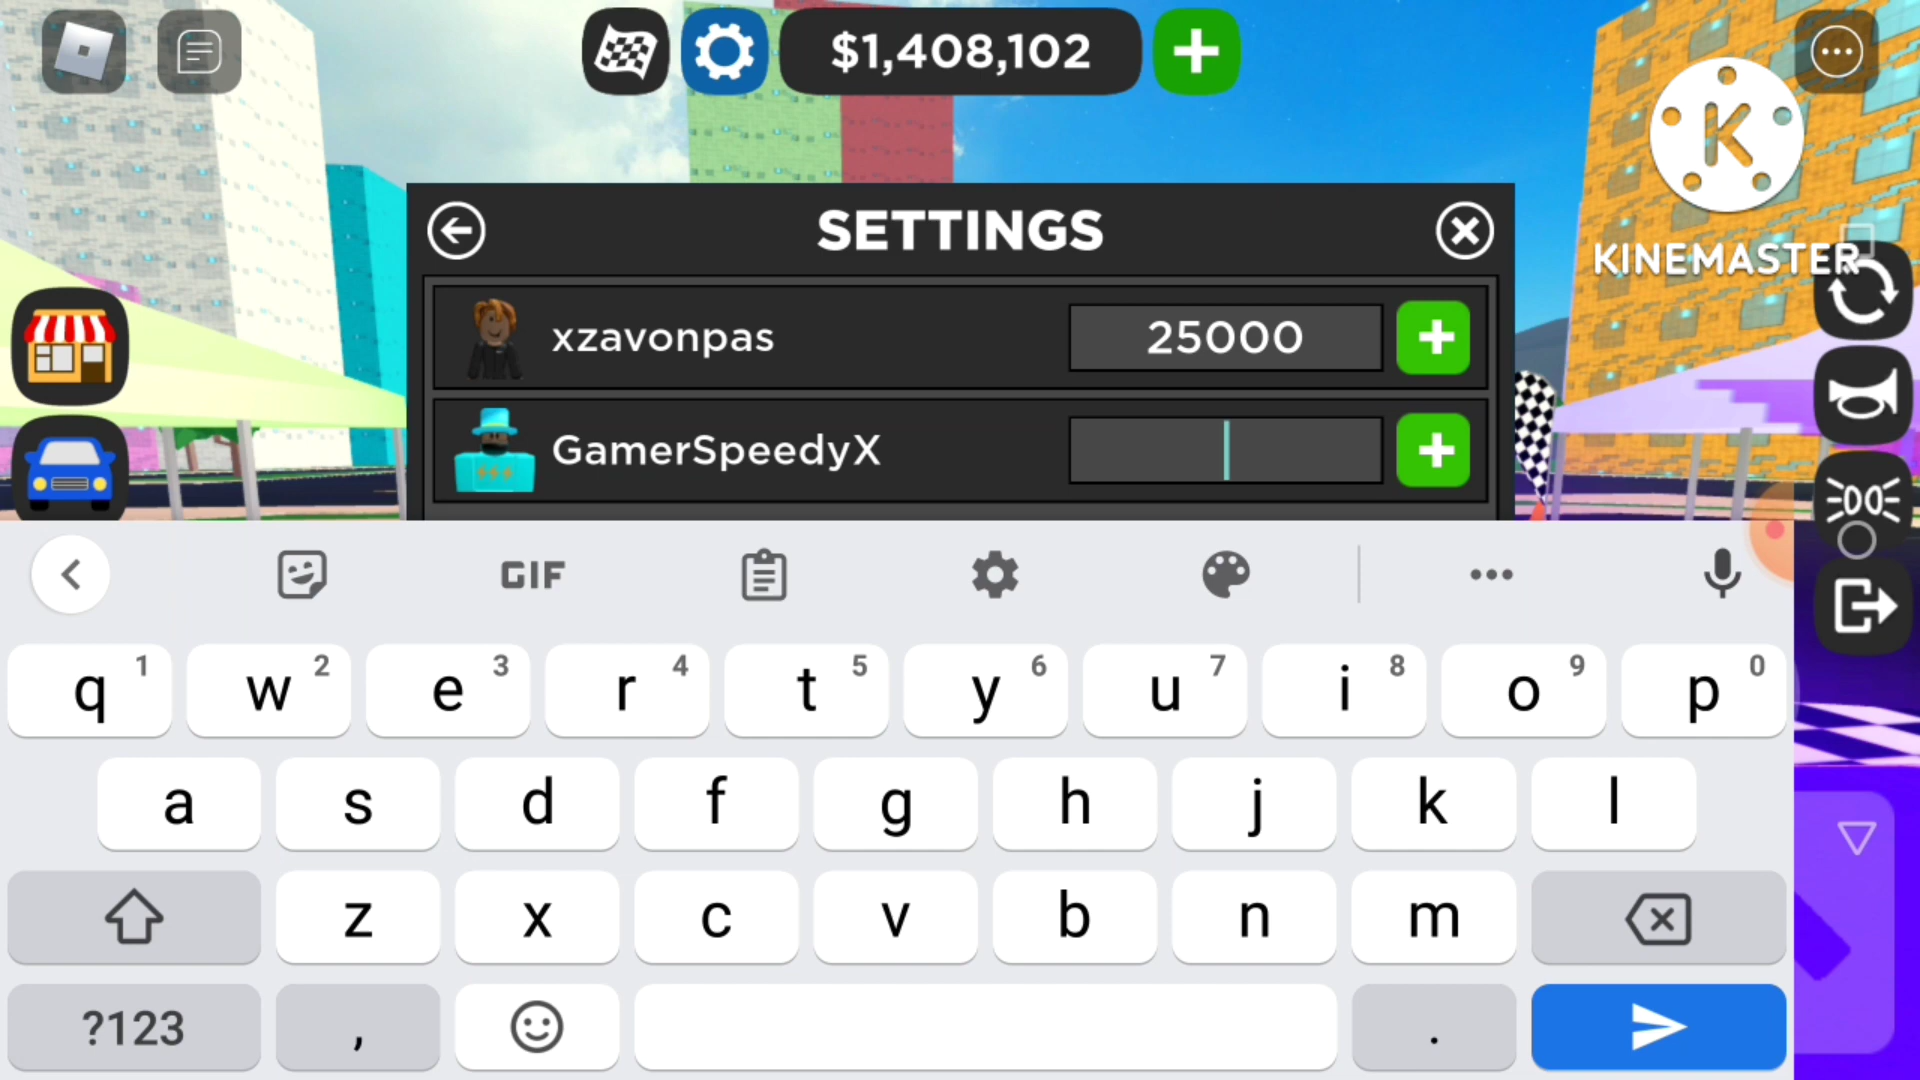 $1,408,102
KINEMASTER
SETTINGS
xzavonpas 25000
GamerSpeedyX
GIF
q 1 w 2 e 3 r 4 t 5 y 6 u 7 i 8 o 9 p 0
a s d f g h j k l
z x c v b n m
?123 , .